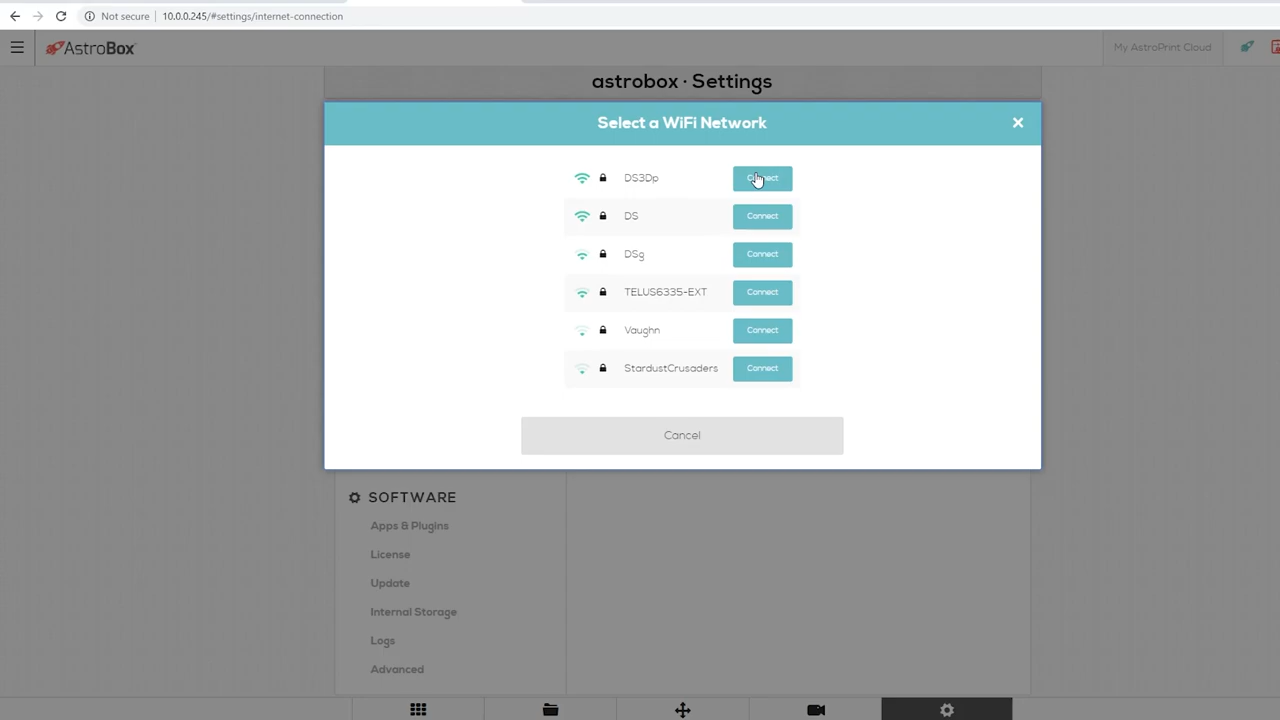 Not secure 10.0.0.245/#settings/internet-connection
AstroBox
My AstroPrint Cloud
astrobox · Settings
Select a WiFi Network
DS3Dp
DS Connect
DSg Connect
TELUS6335-EXT Connect
Vaughn Connect
StardustCrusaders Connect
Cancel
SOFTWARE
Apps & Plugins
License
Update
Internal Storage
Logs
Advanced